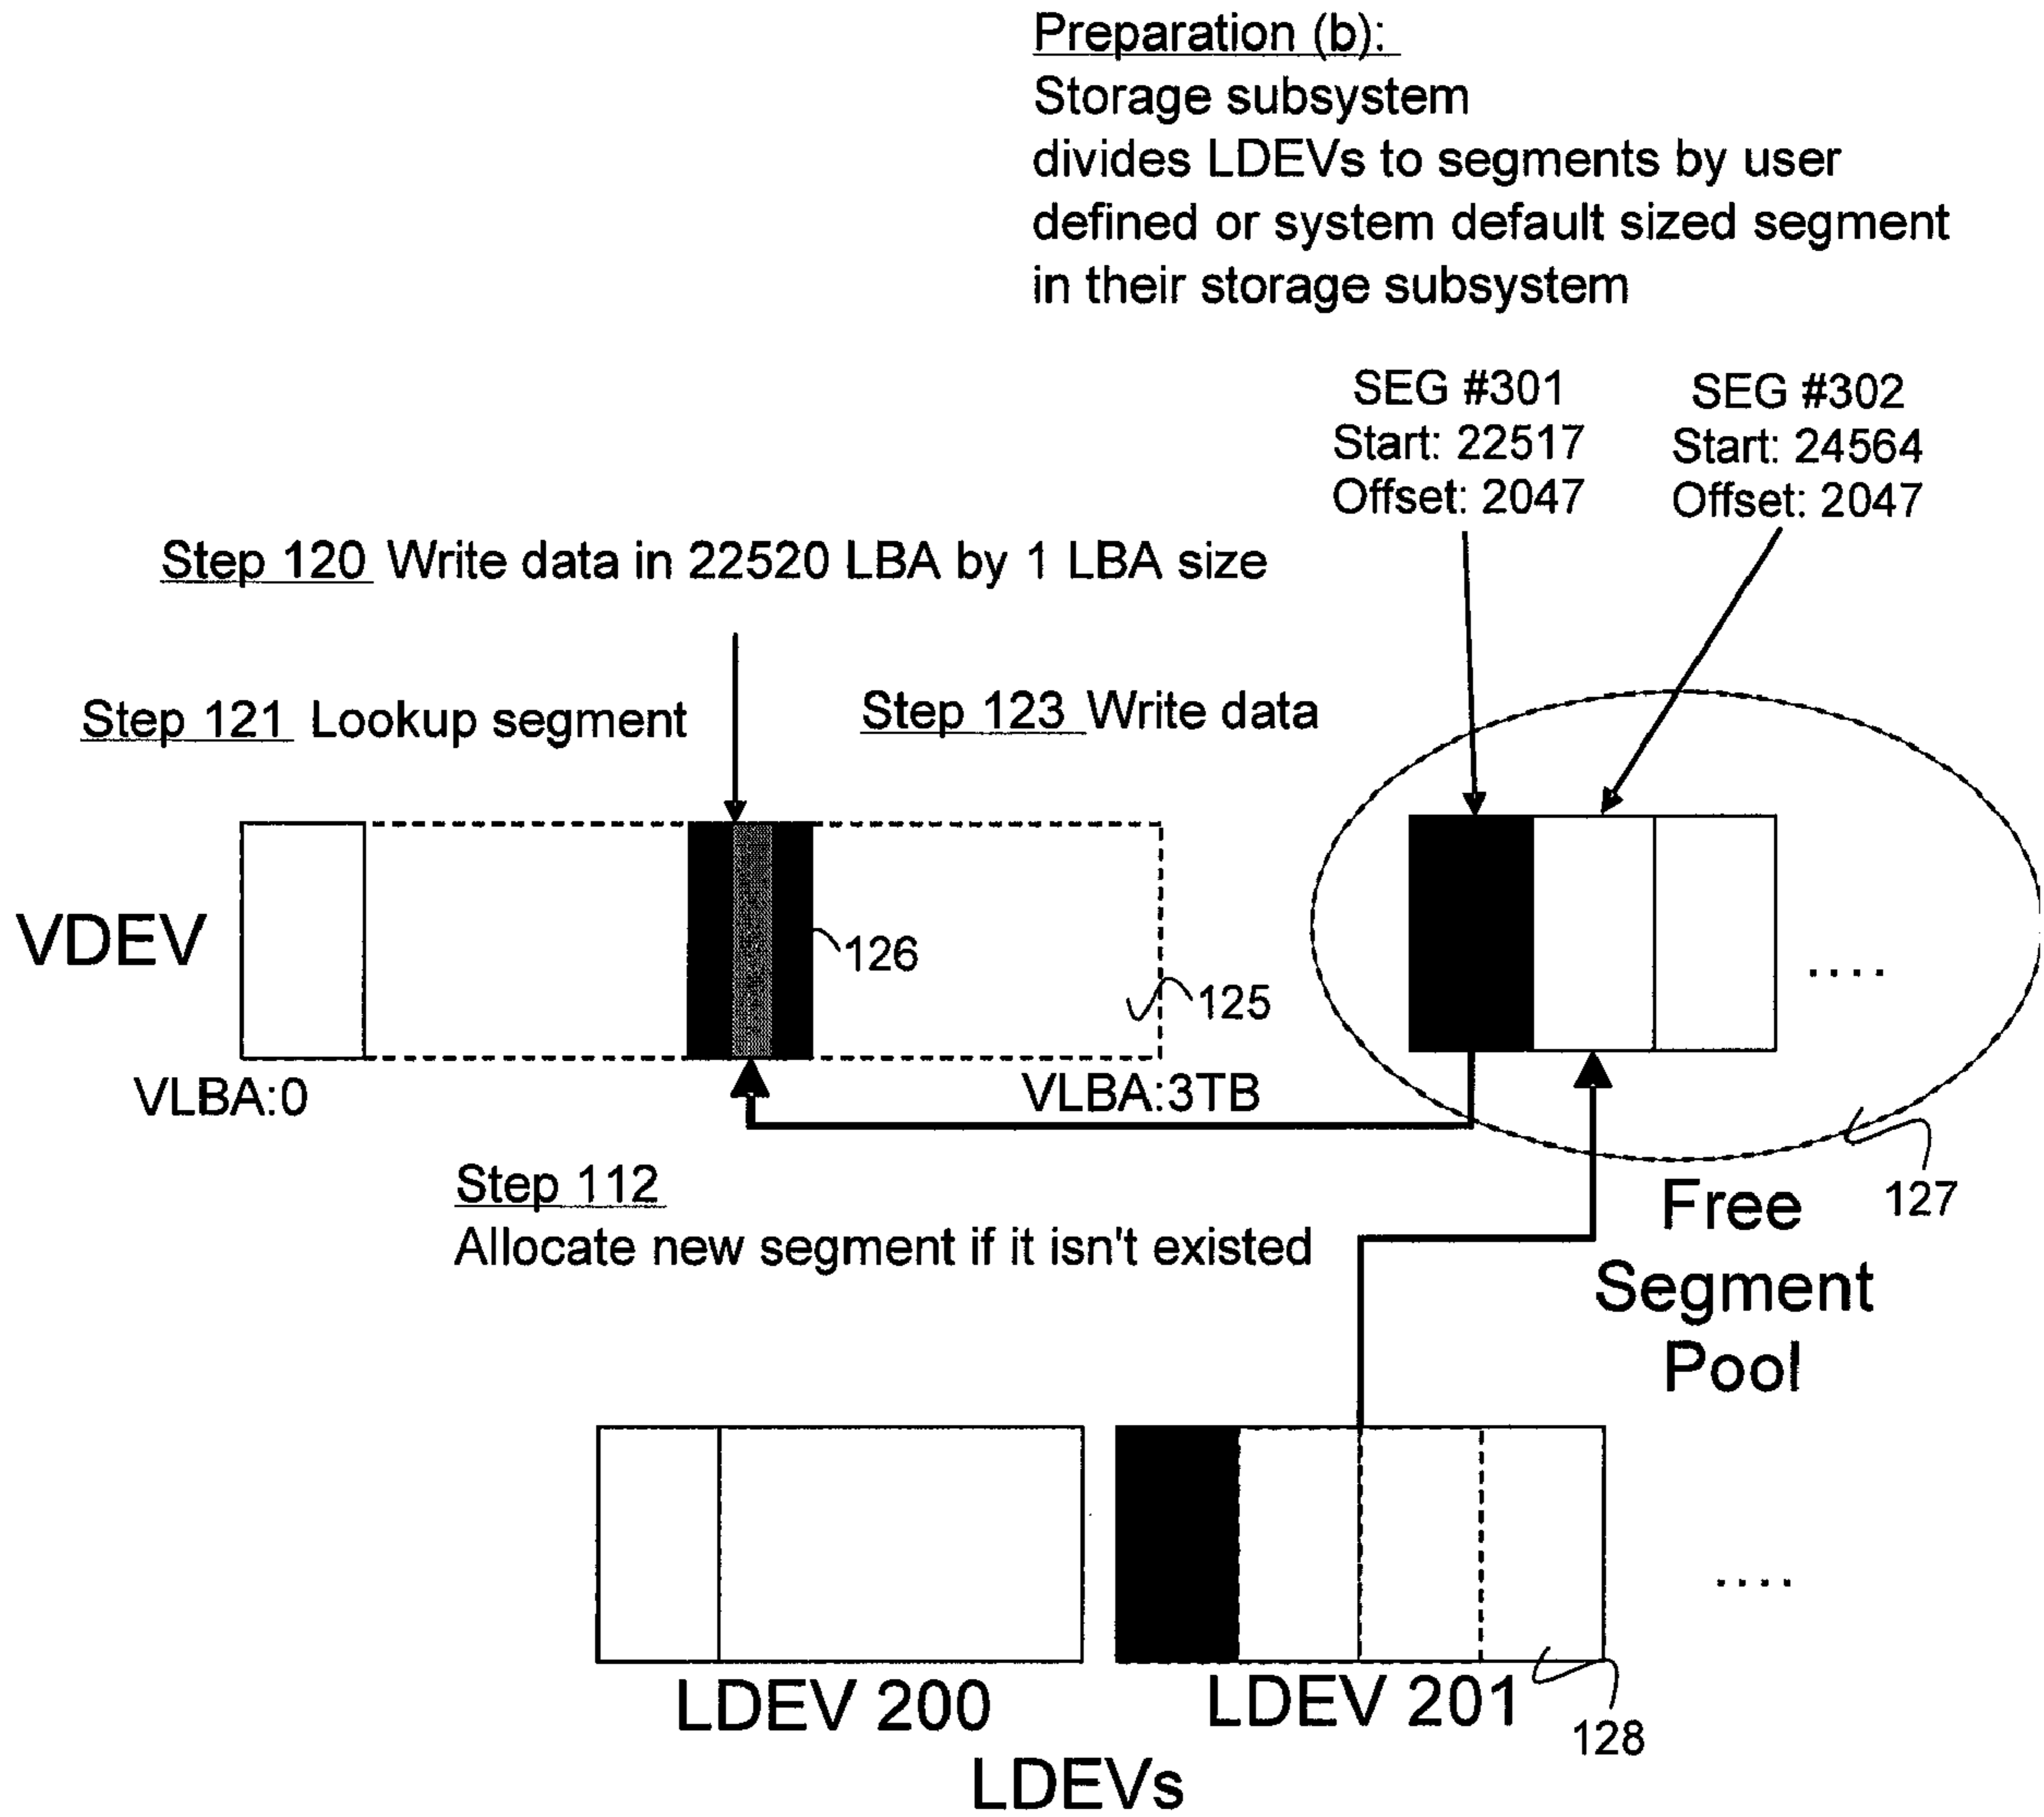 Preparation (b):
Storage subsystem
divides LDEVs to segments by user
defined or system default sized segment
in their storage subsystem
SEG #301
Start: 22517
Offset: 2047
SEG #302
Start: 24564
Offset: 2047
Step 120 Write data in 22520 LBA by 1 LBA size
Step 121 Lookup segment
Step 123 Write data
VDEV
126
125
....
VLBA:0
VLBA:3TB
127
Step 112
Allocate new segment if it isn't existed
Free
Segment
Pool
....
LDEV 200
LDEV 201
128
LDEVs